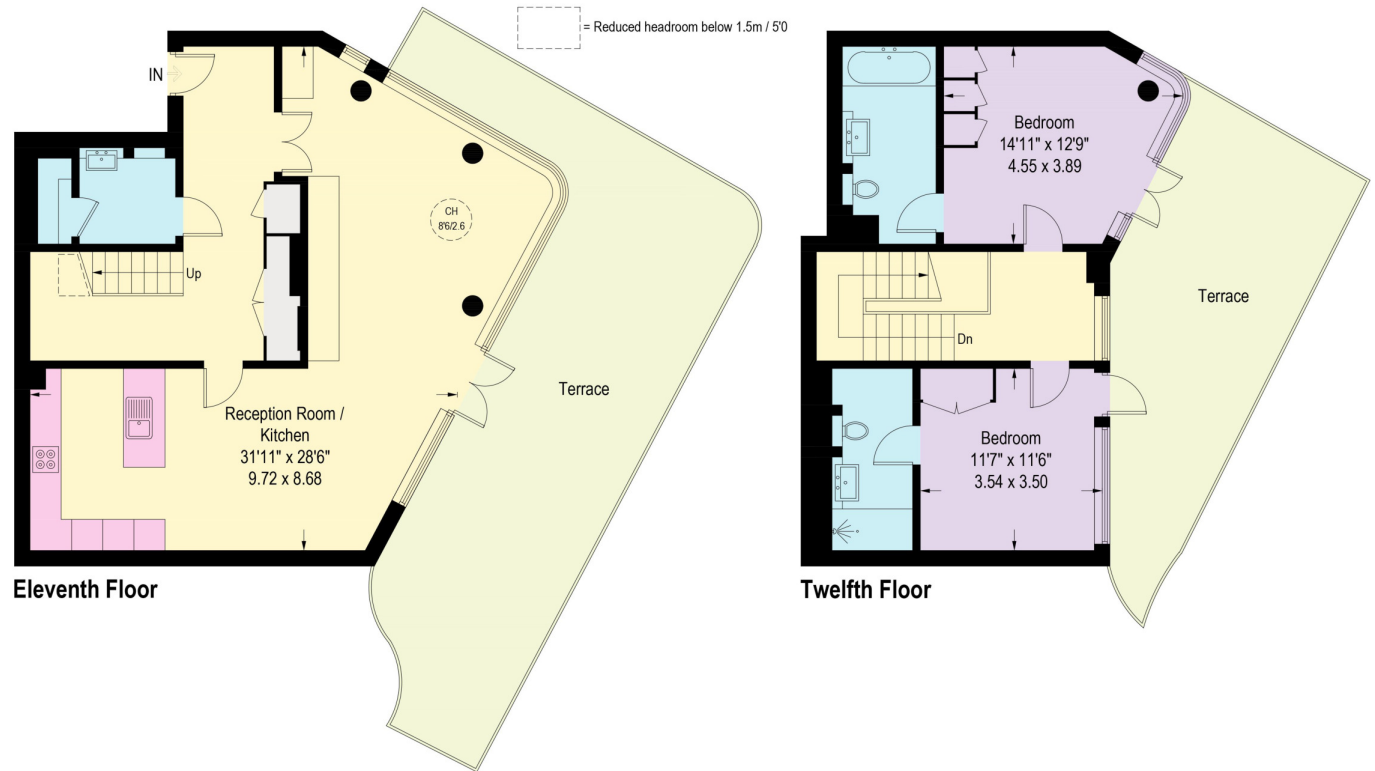 = Reduced headroom below 1.5m / 5'0
IN
Up
CH
8'6/2.6
Reception Room /
Kitchen
31'11" x 28'6"
9.72 x 8.68
Terrace
Eleventh Floor
Bedroom
14'11" x 12'9"
4.55 x 3.89
Terrace
Dn
Bedroom
11'7" x 11'6"
3.54 x 3.50
Twelfth Floor